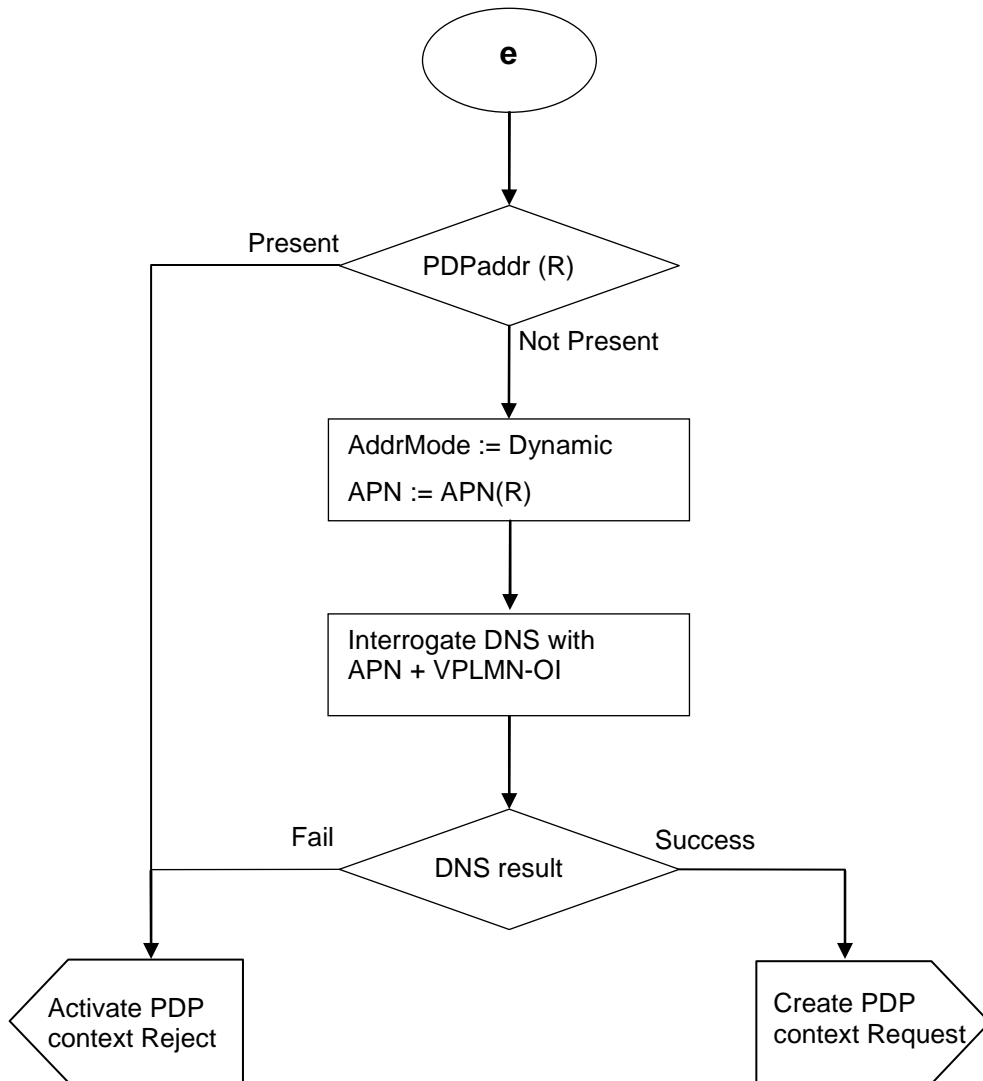 e
Present
PDPaddr (R)
Not Present
AddrMode := Dynamic
APN := APN(R)
Interrogate DNS with
APN + VPLMN-OI
Fail
Success
DNS result
Activate PDP
context Reject
Create PDP
context Request